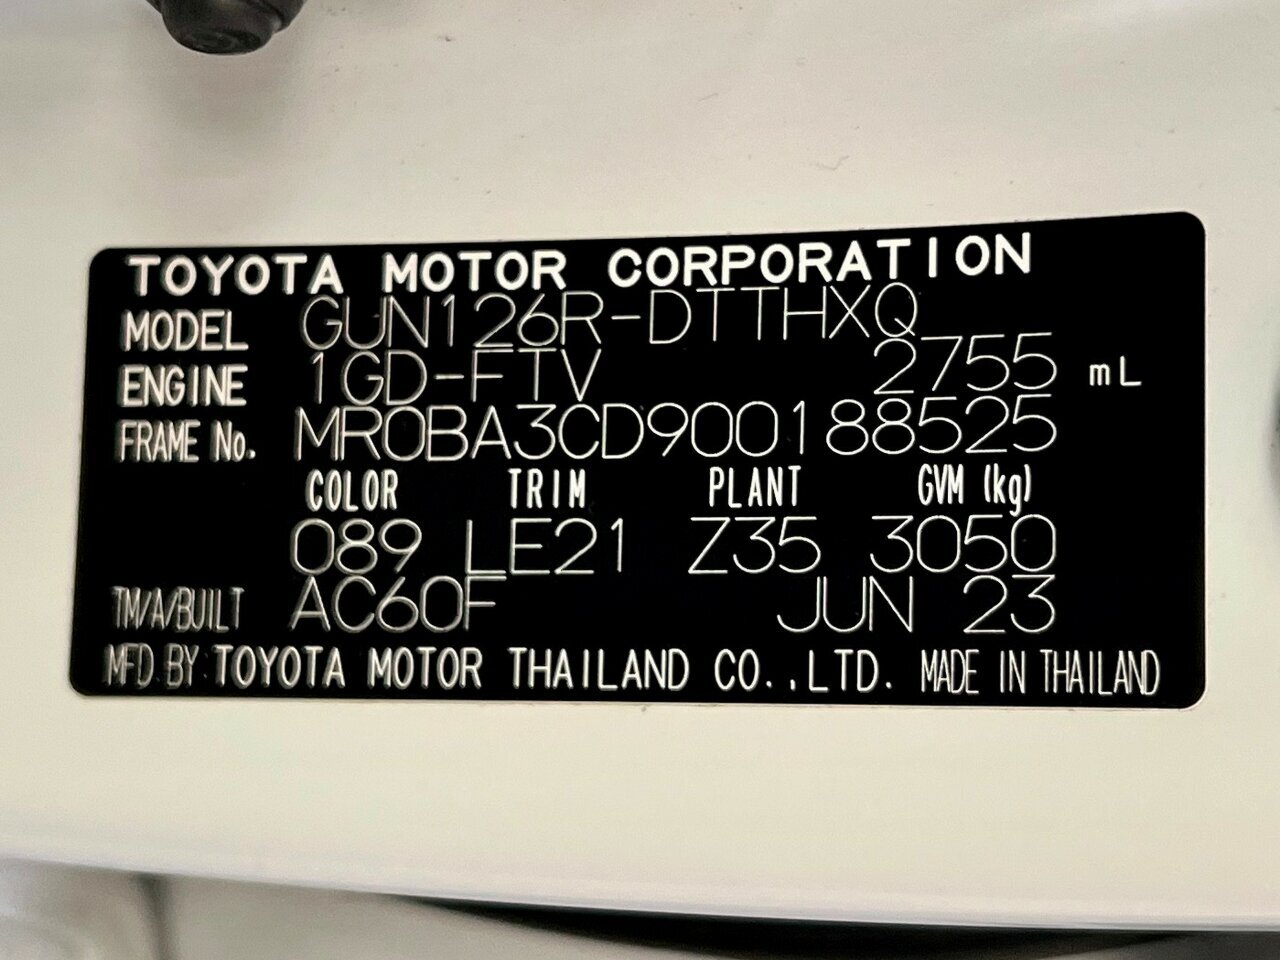 TOYOTA MOTOR CORPORATION
MODEL GUN126R-DTTHXQ
ENGINE 1GD-FTV 2755 mL
FRAME No. MR0BA3CD900188525
COLOR TRIM PLANT GVM (kg)
089 LE21 Z35 3050
TM/A/BUILT AC60F JUN 23
MFD.BY.TOYOTA MOTOR THAILAND CO.,LTD. MADE IN THAILAND